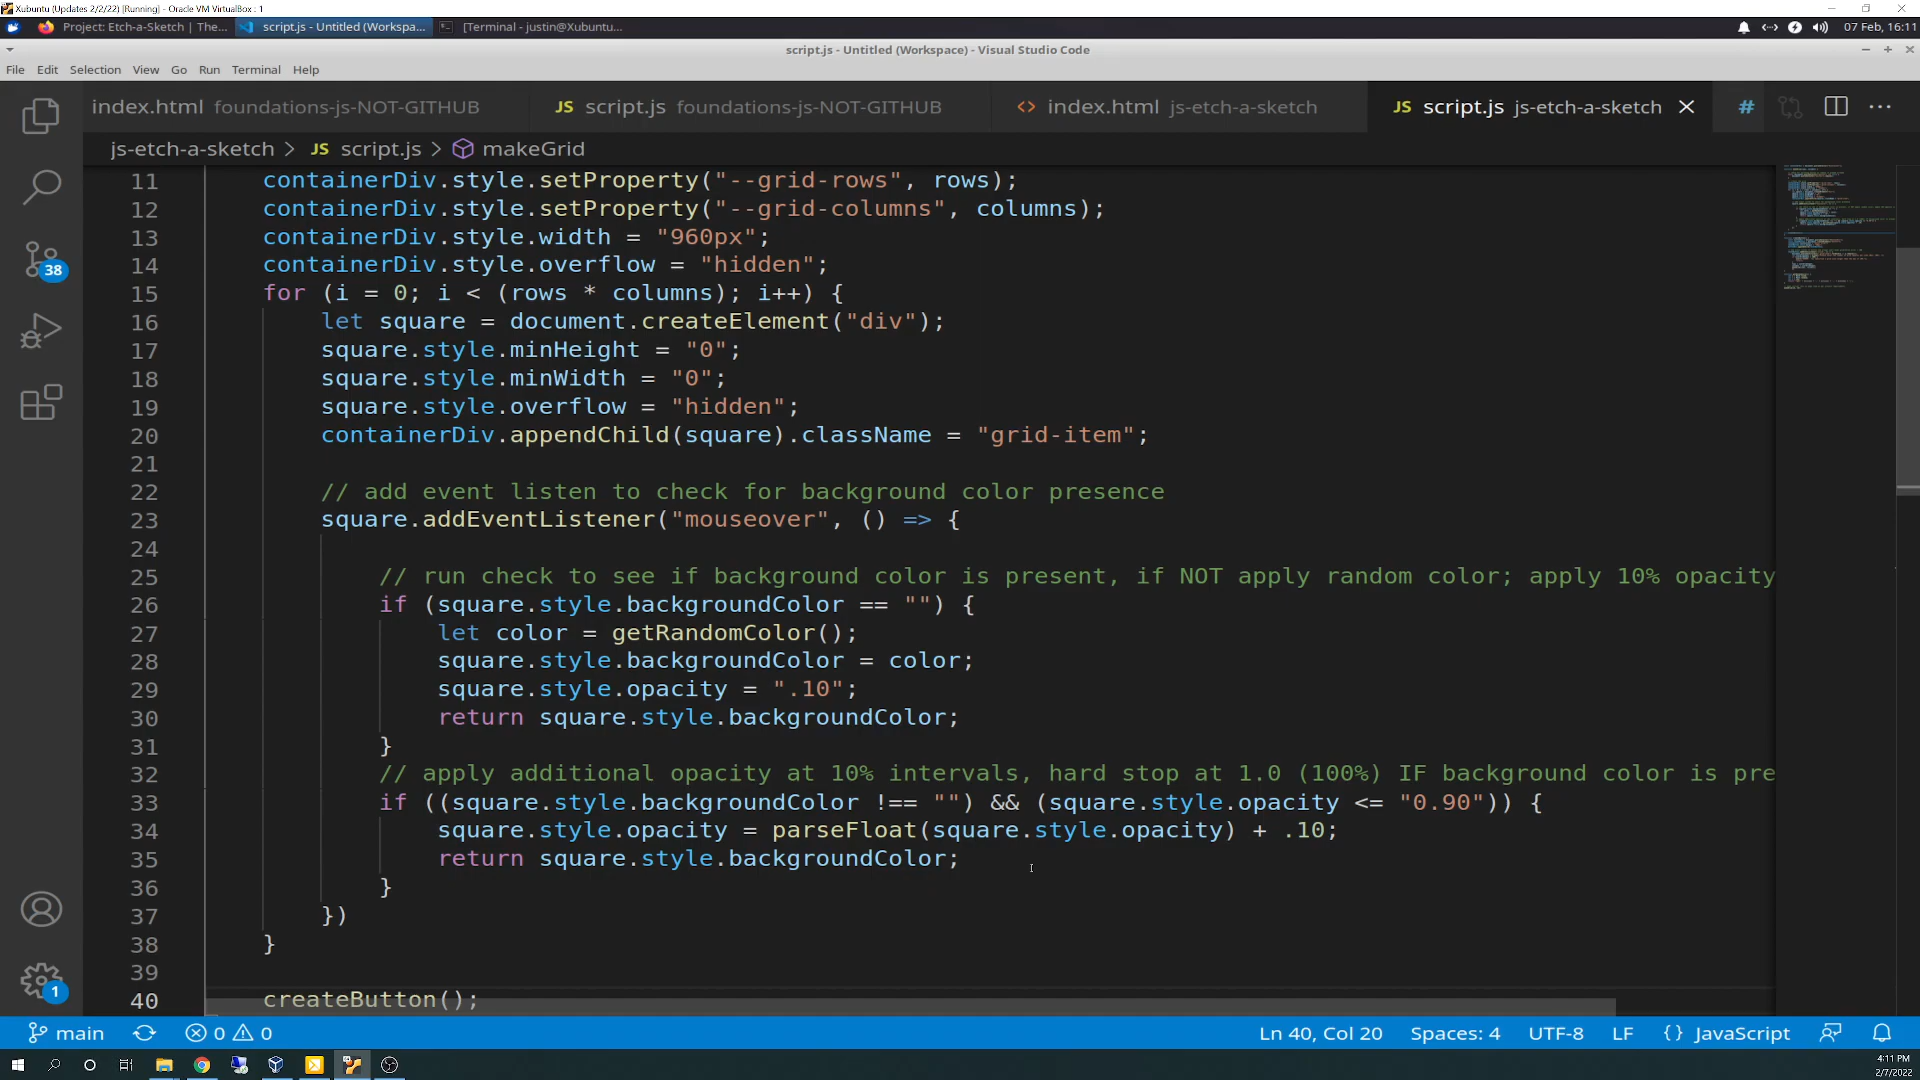 Xubuntu (Updates 2/2/22) [Running] - Oracle VM VirtualBox : 1
Project: Etch-a-Sketch | The...
script.js - Untitled (Workspa...
[Terminal - justin@Xubuntu...
07 Feb, 16:11
script.js - Untitled (Workspace) - Visual Studio Code
File Edit Selection View Go Run Terminal Help
index.html foundations-js-NOT-GITHUB
JS script.js foundations-js-NOT-GITHUB
<> index.html js-etch-a-sketch
JS script.js js-etch-a-sketch
#
js-etch-a-sketch > JS script.js > makeGrid
11 containerDiv.style.setProperty("--grid-rows", rows);
12 containerDiv.style.setProperty("--grid-columns", columns);
13 containerDiv.style.width = "960px";
14 containerDiv.style.overflow = "hidden";
15 for (i = 0; i < (rows * columns); i++) {
16 let square = document.createElement("div");
17 square.style.minHeight = "0";
18 square.style.minWidth = "0";
19 square.style.overflow = "hidden";
20 containerDiv.appendChild(square).className = "grid-item";
21
22 // add event listen to check for background color presence
23 square.addEventListener("mouseover", () => {
24
25 // run check to see if background color is present, if NOT apply random color; apply 10% opacity
26 if (square.style.backgroundColor == "") {
27 let color = getRandomColor();
28 square.style.backgroundColor = color;
29 square.style.opacity = ".10";
30 return square.style.backgroundColor;
31 }
32 // apply additional opacity at 10% intervals, hard stop at 1.0 (100%) IF background color is pre
33 if ((square.style.backgroundColor !== "") && (square.style.opacity <= "0.90")) {
34 square.style.opacity = parseFloat(square.style.opacity) + .10;
35 return square.style.backgroundColor;
36 }
37 })
38 }
39
40 createButton();
38
1
main
0 0
Ln 40, Col 20
Spaces: 4
UTF-8
LF
{ } JavaScript
4:11 PM
2/7/2022